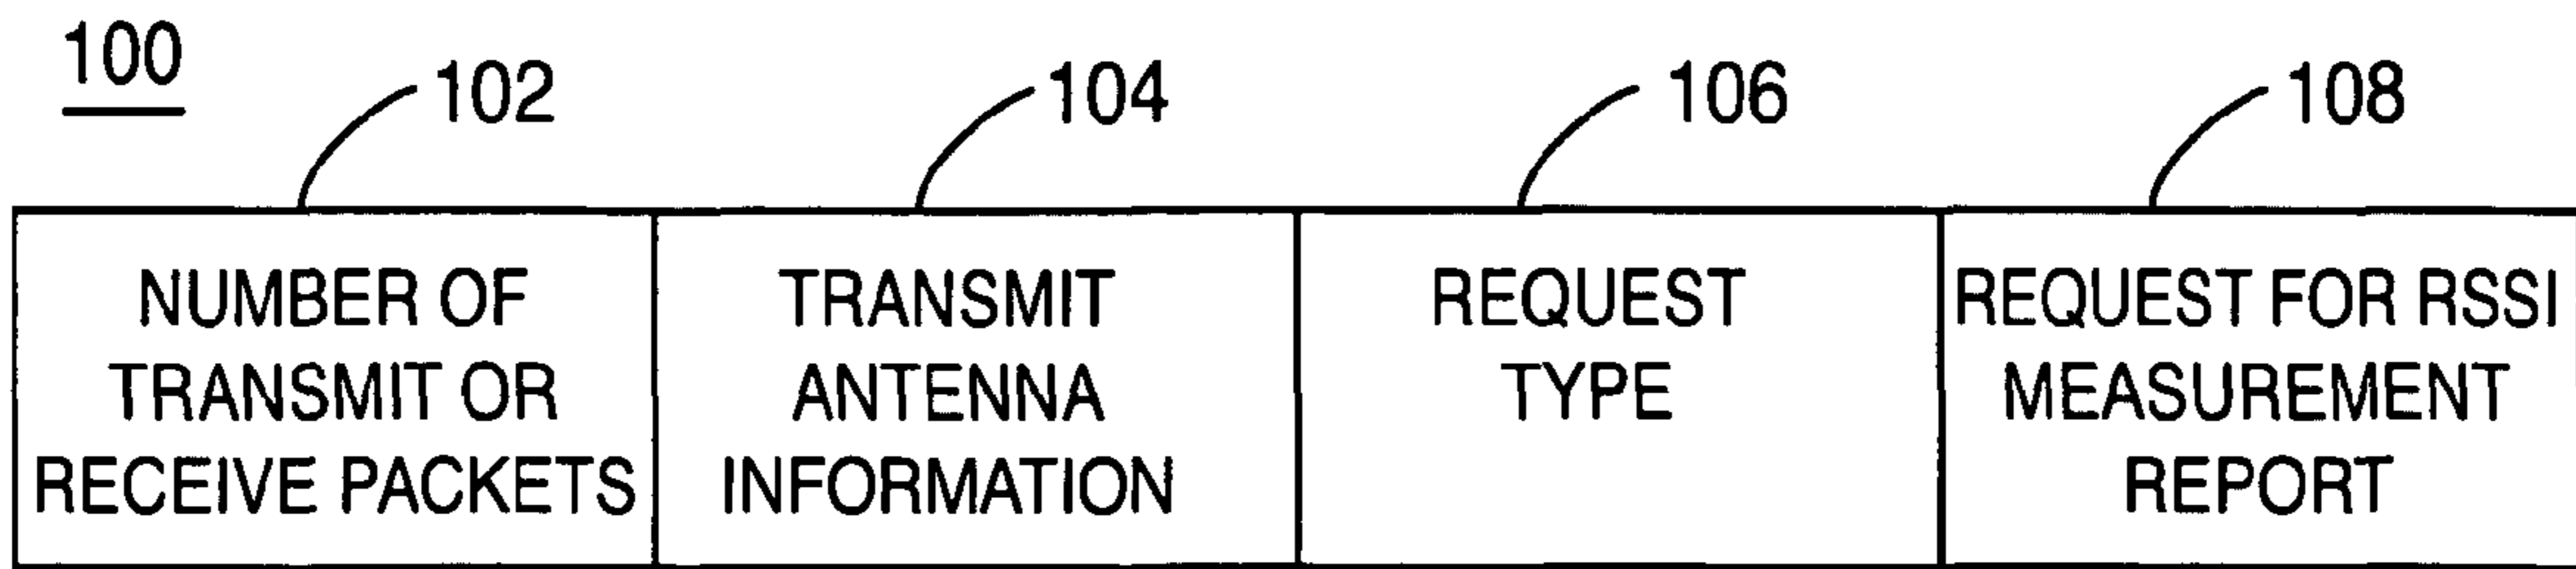 100
102
104
106
108
NUMBER OF
TRANSMIT OR
RECEIVE PACKETS
TRANSMIT
ANTENNA
INFORMATION
REQUEST
TYPE
REQUEST FOR RSSI
MEASUREMENT
REPORT